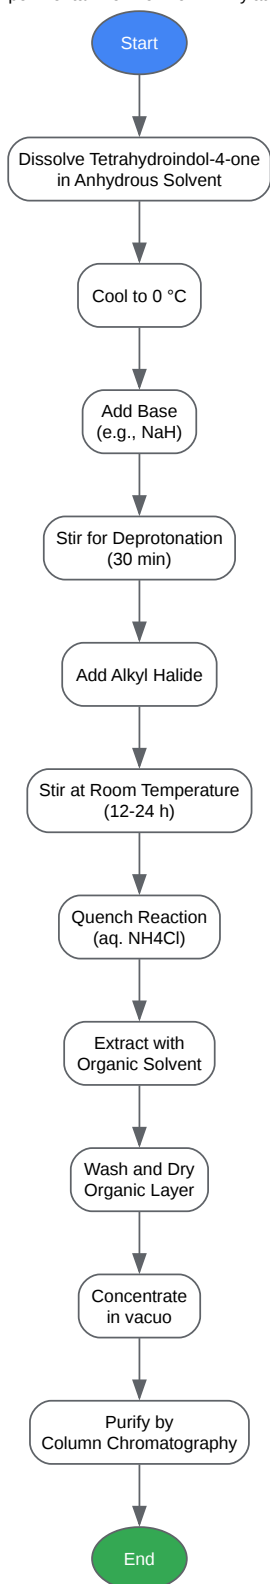 Start
Dissolve Tetrahydroindol-4-one
in Anhydrous Solvent
Cool to 0 °C
Add Base
(e.g., NaH)
Stir for Deprotonation
(30 min)
Add Alkyl Halide
Stir at Room Temperature
(12-24 h)
Quench Reaction
(aq. NH4Cl)
Extract with
Organic Solvent
Wash and Dry
Organic Layer
Concentrate
in vacuo
Purify by
Column Chromatography
End